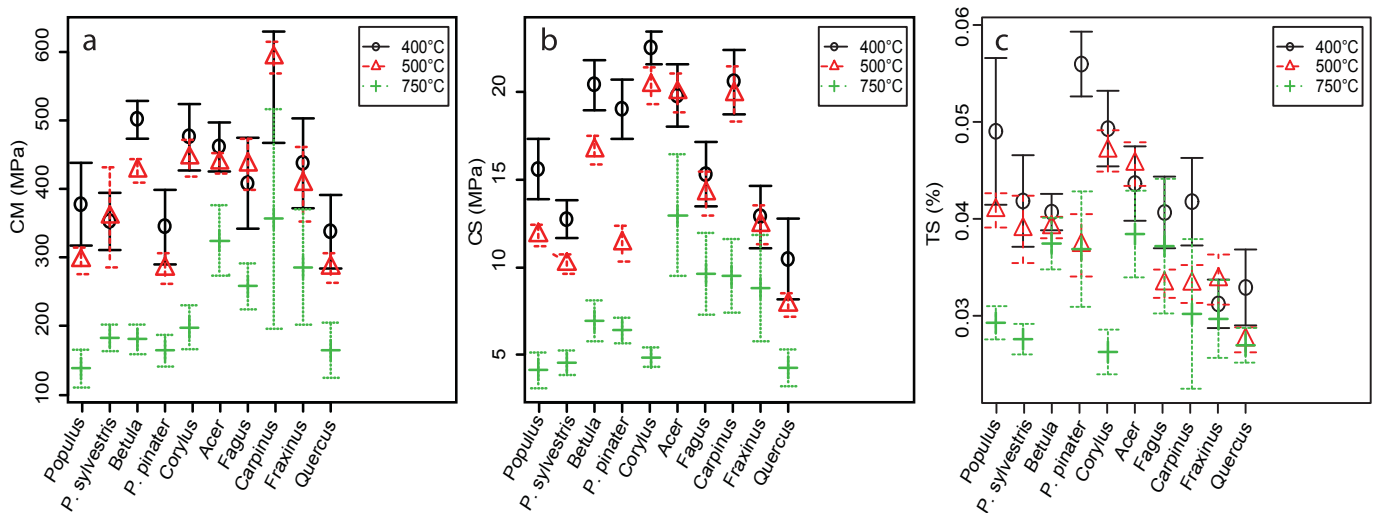 a
CM (MPa)
600
500
400
300
200
100
400°C
500°C
750°C
Populus
P. sylvestris
Betula
P. pinater
Corylus
Acer
Fagus
Carpinus
Fraxinus
Quercus
b
CS (MPa)
20
15
10
5
400°C
500°C
750°C
Populus
P. sylvestris
Betula
P. pinater
Corylus
Acer
Fagus
Carpinus
Fraxinus
Quercus
c
TS (%)
0.06
0.05
0.04
0.03
400°C
500°C
750°C
Populus
P. sylvestris
Betula
P. pinater
Corylus
Acer
Fagus
Carpinus
Fraxinus
Quercus